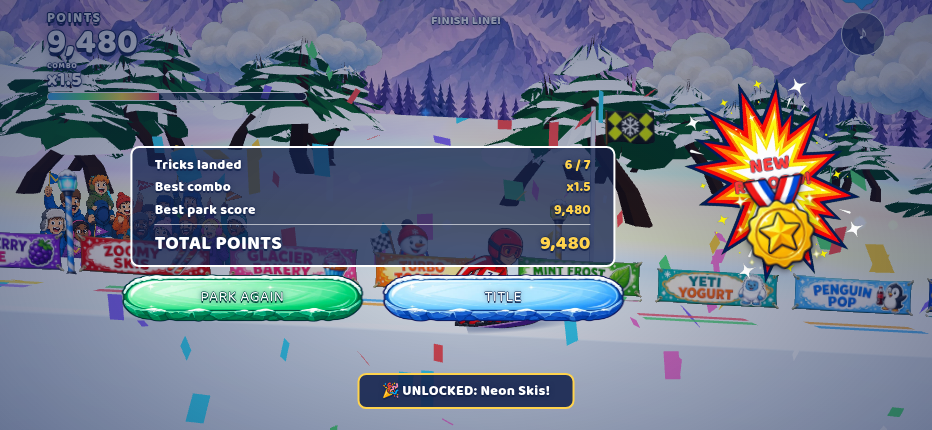 POINTS
9,480
COMBO
x1.5
FINISH LINE!
Tricks landed 6 / 7
Best combo x1.5
Best park score 9,480
TOTAL POINTS 9,480
NEW
GLACIER
BAKERY
TURBO
MINT FROST
YETI
YOGURT
PENGUIN
POP
PARK AGAIN
TITLE
🎉 UNLOCKED: Neon Skis!